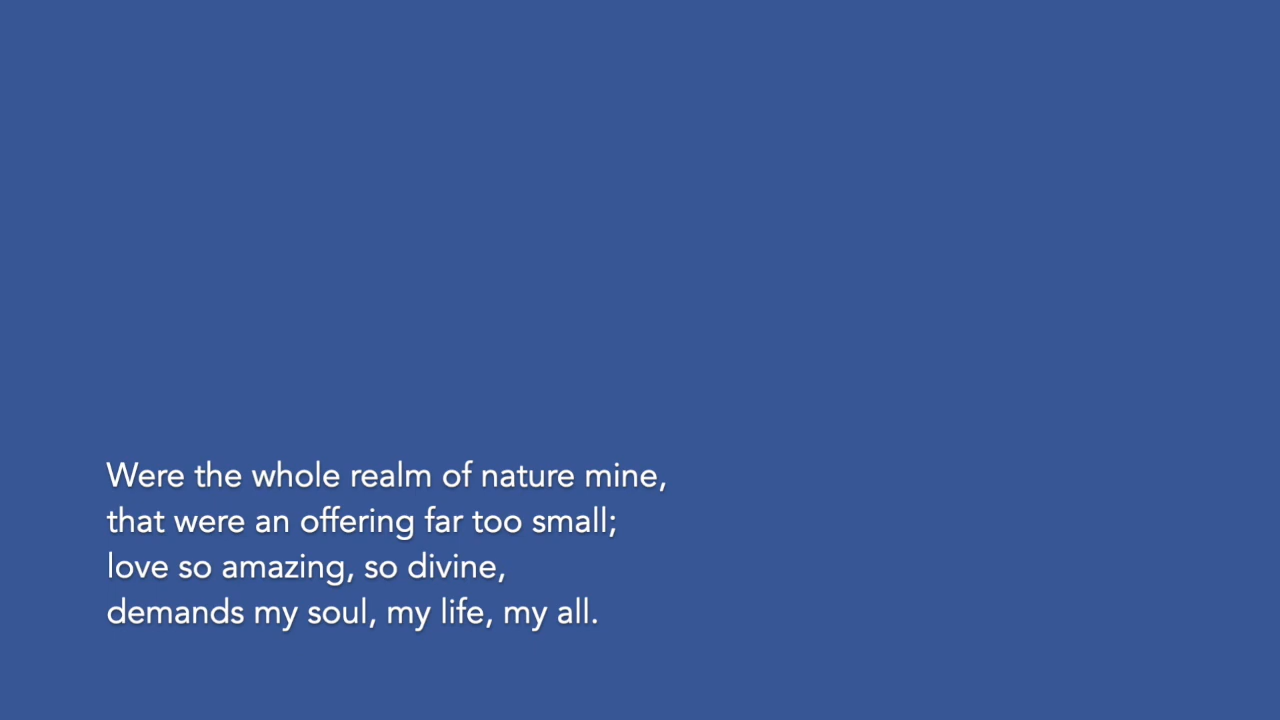 Were the whole realm of nature mine,
that were an offering far too small;
love so amazing, so divine,
demands my soul, my life, my all.